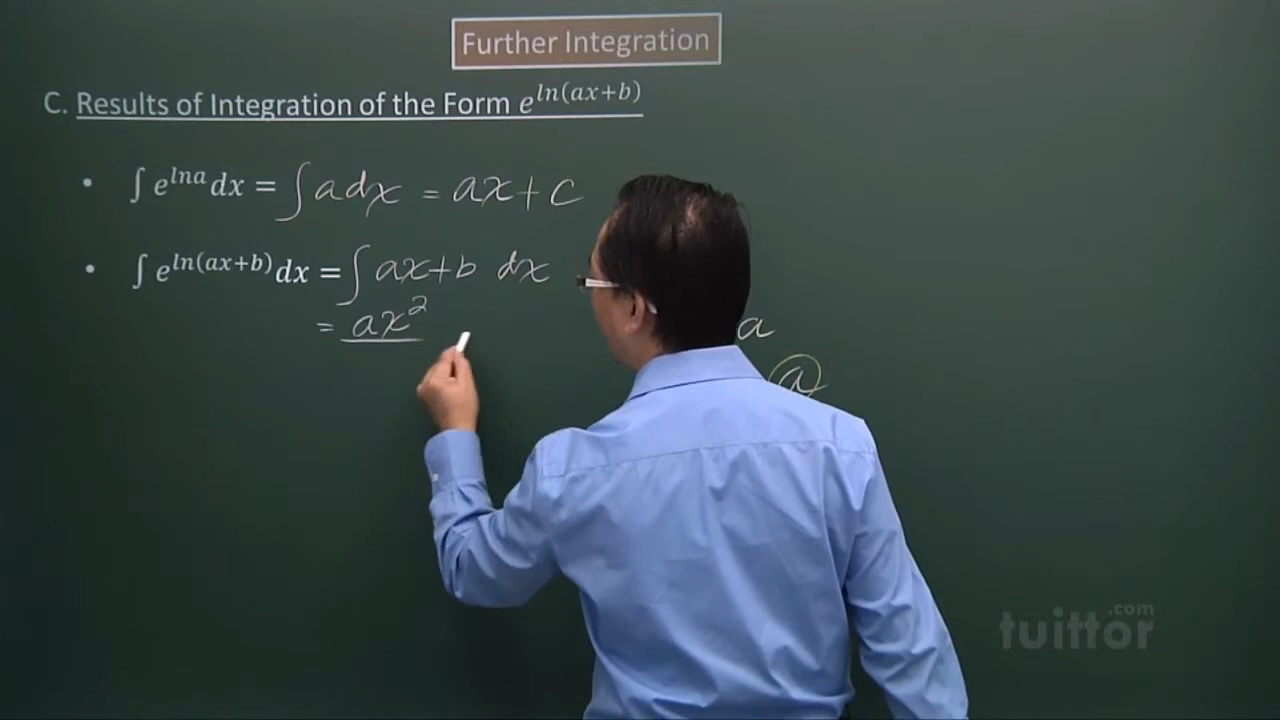 Further Integration
C. Results of Integration of the Form e^{ln(ax+b)}
• ∫ e^{lna} dx = ∫ a dx = ax + c
• ∫ e^{ln(ax+b)} dx = ∫ ax+b dx
= ax²
a
a
tuittor.com